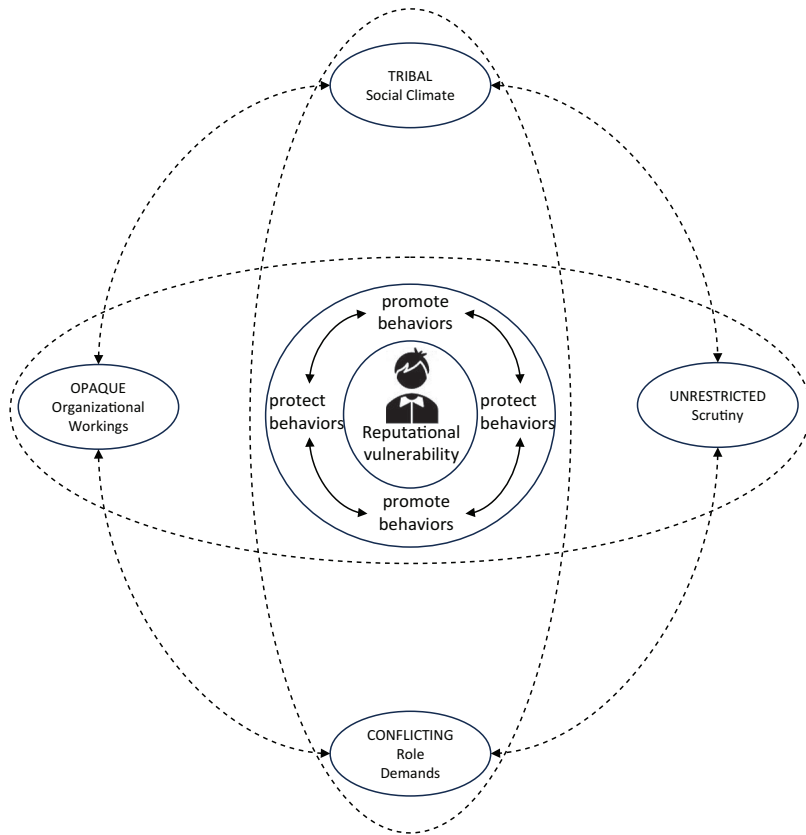 TRIBAL
Social Climate
promote
behaviors
OPAQUE
Organizational
Workings
protect
behaviors
Reputational
vulnerability
protect
behaviors
UNRESTRICTED
Scrutiny
promote
behaviors
CONFLICTING
Role
Demands